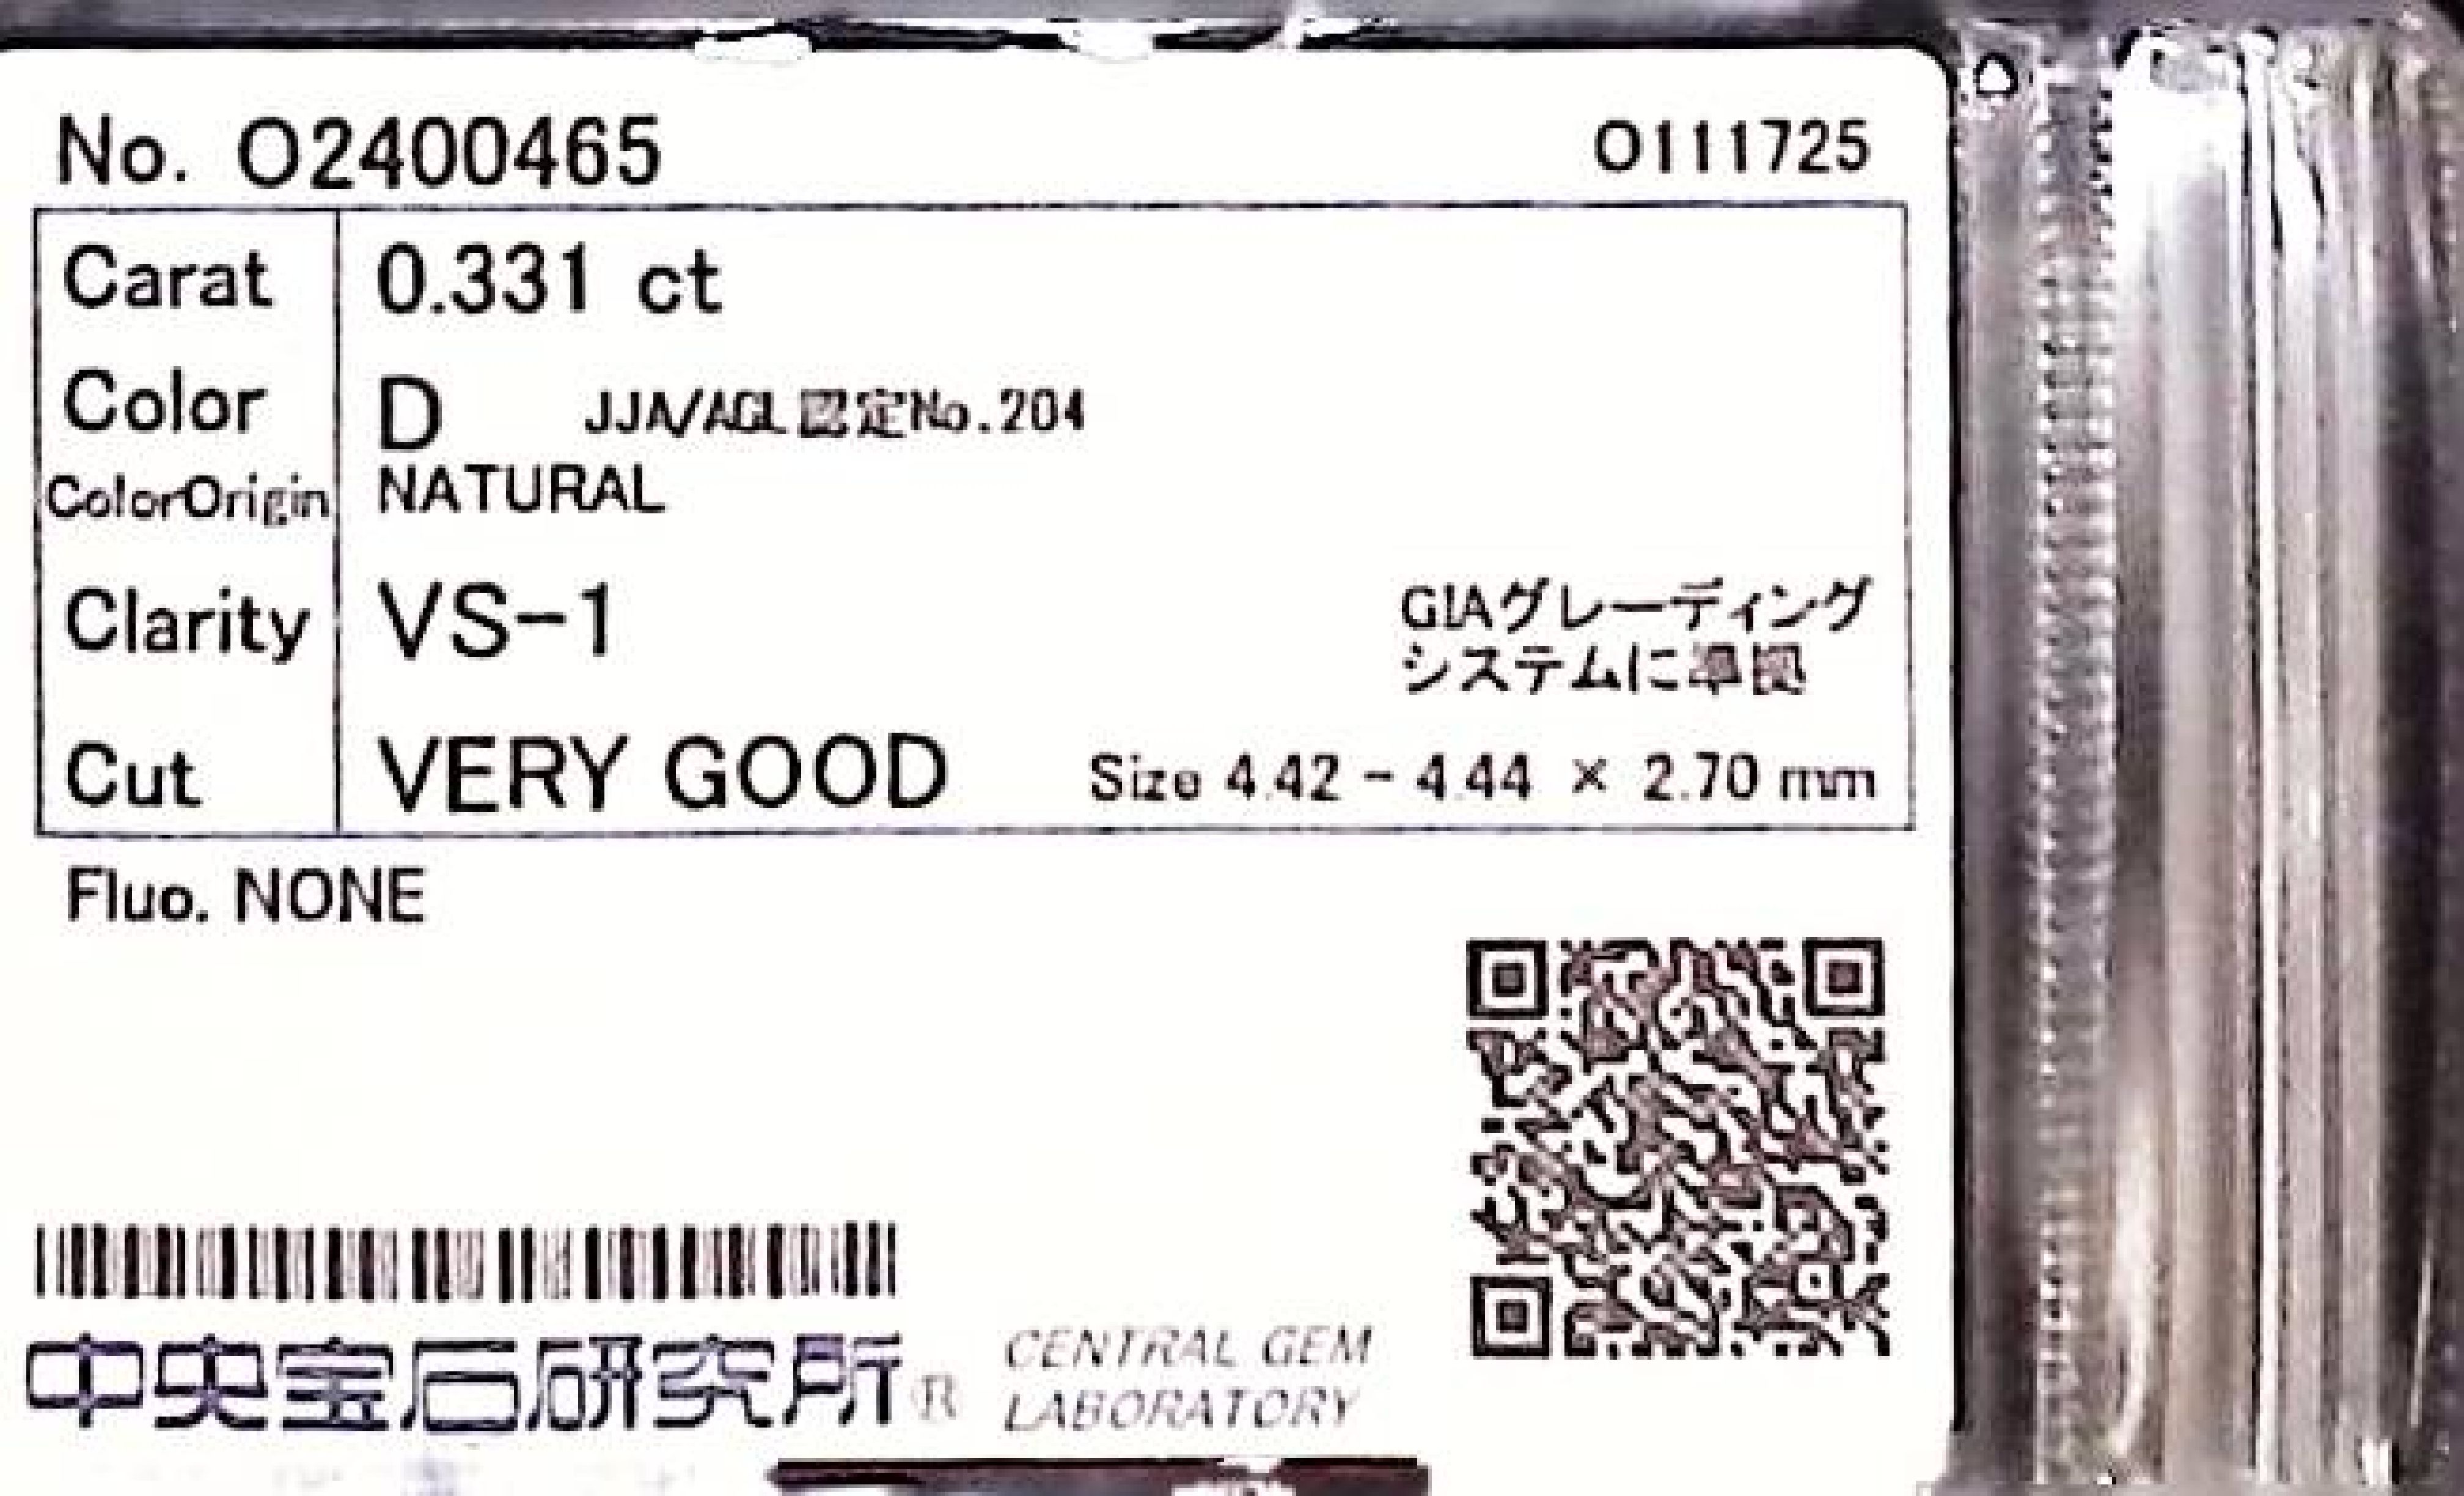 No. O2400465
O111725
Carat 0.331 ct
Color D JJA/AGL認定No.204
ColorOrigin NATURAL
Clarity VS-1
GIAグレーディング
システムに準拠
Cut VERY GOOD Size 4.42 - 4.44 × 2.70 mm
Fluo. NONE
中央宝石研究所®
CENTRAL GEM
LABORATORY